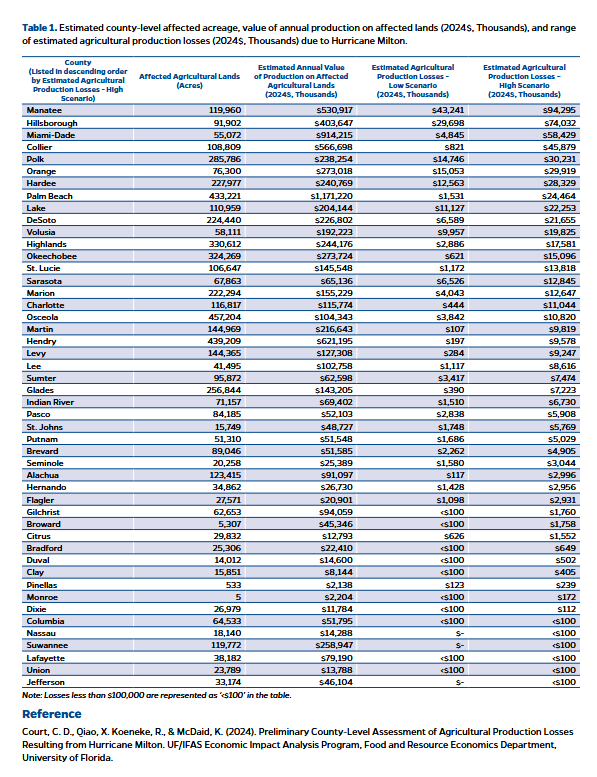 Table 1. Estimated county-level affected acreage, value of annual production on affected lands (2024$, Thousands), and range
of estimated agricultural production losses (2024$, Thousands) due to Hurricane Milton.
County
(Listed in descending order
by Estimated Agricultural
Production Losses - High
Scenario)
Affected Agricultural Lands
(Acres)
Estimated Annual Value
of Production on Affected
Agricultural Lands
(2024$, Thousands)
Estimated Agricultural
Production Losses –
Low Scenario
(2024$, Thousands)
Estimated Agricultural
Production Losses –
High Scenario
(2024$, Thousands)
Manatee 119,960 $530,917 $43,241 $94,295
Hillsborough 91,902 $403,647 $29,698 $74,032
Miami-Dade 55,072 $914,215 $4,845 $58,429
Collier 108,809 $566,698 $821 $45,879
Polk 285,786 $238,254 $14,746 $30,231
Orange 76,300 $273,018 $15,053 $29,919
Hardee 227,977 $240,769 $12,563 $28,329
Palm Beach 433,221 $1,171,220 $1,531 $24,464
Lake 110,959 $204,144 $11,127 $22,253
DeSoto 224,440 $226,802 $6,589 $21,655
Volusia 58,111 $192,223 $9,957 $19,825
Highlands 330,612 $244,176 $2,886 $17,581
Okeechobee 324,269 $273,724 $621 $15,096
St. Lucie 106,647 $145,548 $1,172 $13,818
Sarasota 67,863 $65,136 $6,526 $12,845
Marion 222,294 $155,229 $4,043 $12,647
Charlotte 116,817 $115,774 $444 $11,044
Osceola 457,204 $104,343 $3,842 $10,820
Martin 144,969 $216,643 $107 $9,819
Hendry 439,209 $621,195 $197 $9,578
Levy 144,365 $127,308 $284 $9,247
Lee 41,495 $102,758 $1,117 $8,616
Sumter 95,872 $62,598 $3,417 $7,474
Glades 256,844 $143,205 $390 $7,223
Indian River 71,157 $69,402 $1,510 $6,730
Pasco 84,185 $52,103 $2,838 $5,908
St. Johns 15,749 $48,727 $1,748 $5,769
Putnam 51,310 $51,548 $1,686 $5,029
Brevard 89,046 $51,585 $2,262 $4,905
Seminole 20,258 $25,389 $1,580 $3,044
Alachua 123,415 $91,097 $117 $2,996
Hernando 34,862 $26,730 $1,428 $2,956
Flagler 27,571 $20,901 $1,098 $2,931
Gilchrist 62,653 $94,059 <$100 $1,760
Broward 5,307 $45,346 <$100 $1,758
Citrus 29,832 $12,793 $626 $1,552
Bradford 25,306 $22,410 <$100 $649
Duval 14,012 $14,600 <$100 $502
Clay 15,851 $8,144 <$100 $405
Pinellas 533 $2,138 $123 $239
Monroe 5 $2,204 <$100 $172
Dixie 26,979 $11,784 <$100 $112
Columbia 64,533 $51,795 <$100 <$100
Nassau 18,140 $14,288 $- <$100
Suwannee 119,772 $258,947 $- <$100
Lafayette 38,182 $79,190 <$100 <$100
Union 23,789 $13,788 <$100 <$100
Jefferson 33,174 $46,104 $- <$100
Note: Losses less than $100,000 are represented as '<$100' in the table.
Reference
Court, C. D., Qiao, X. Koeneke, R., & McDaid, K. (2024). Preliminary County-Level Assessment of Agricultural Production Losses
Resulting from Hurricane Milton. UF/IFAS Economic Impact Analysis Program, Food and Resource Economics Department,
University of Florida.